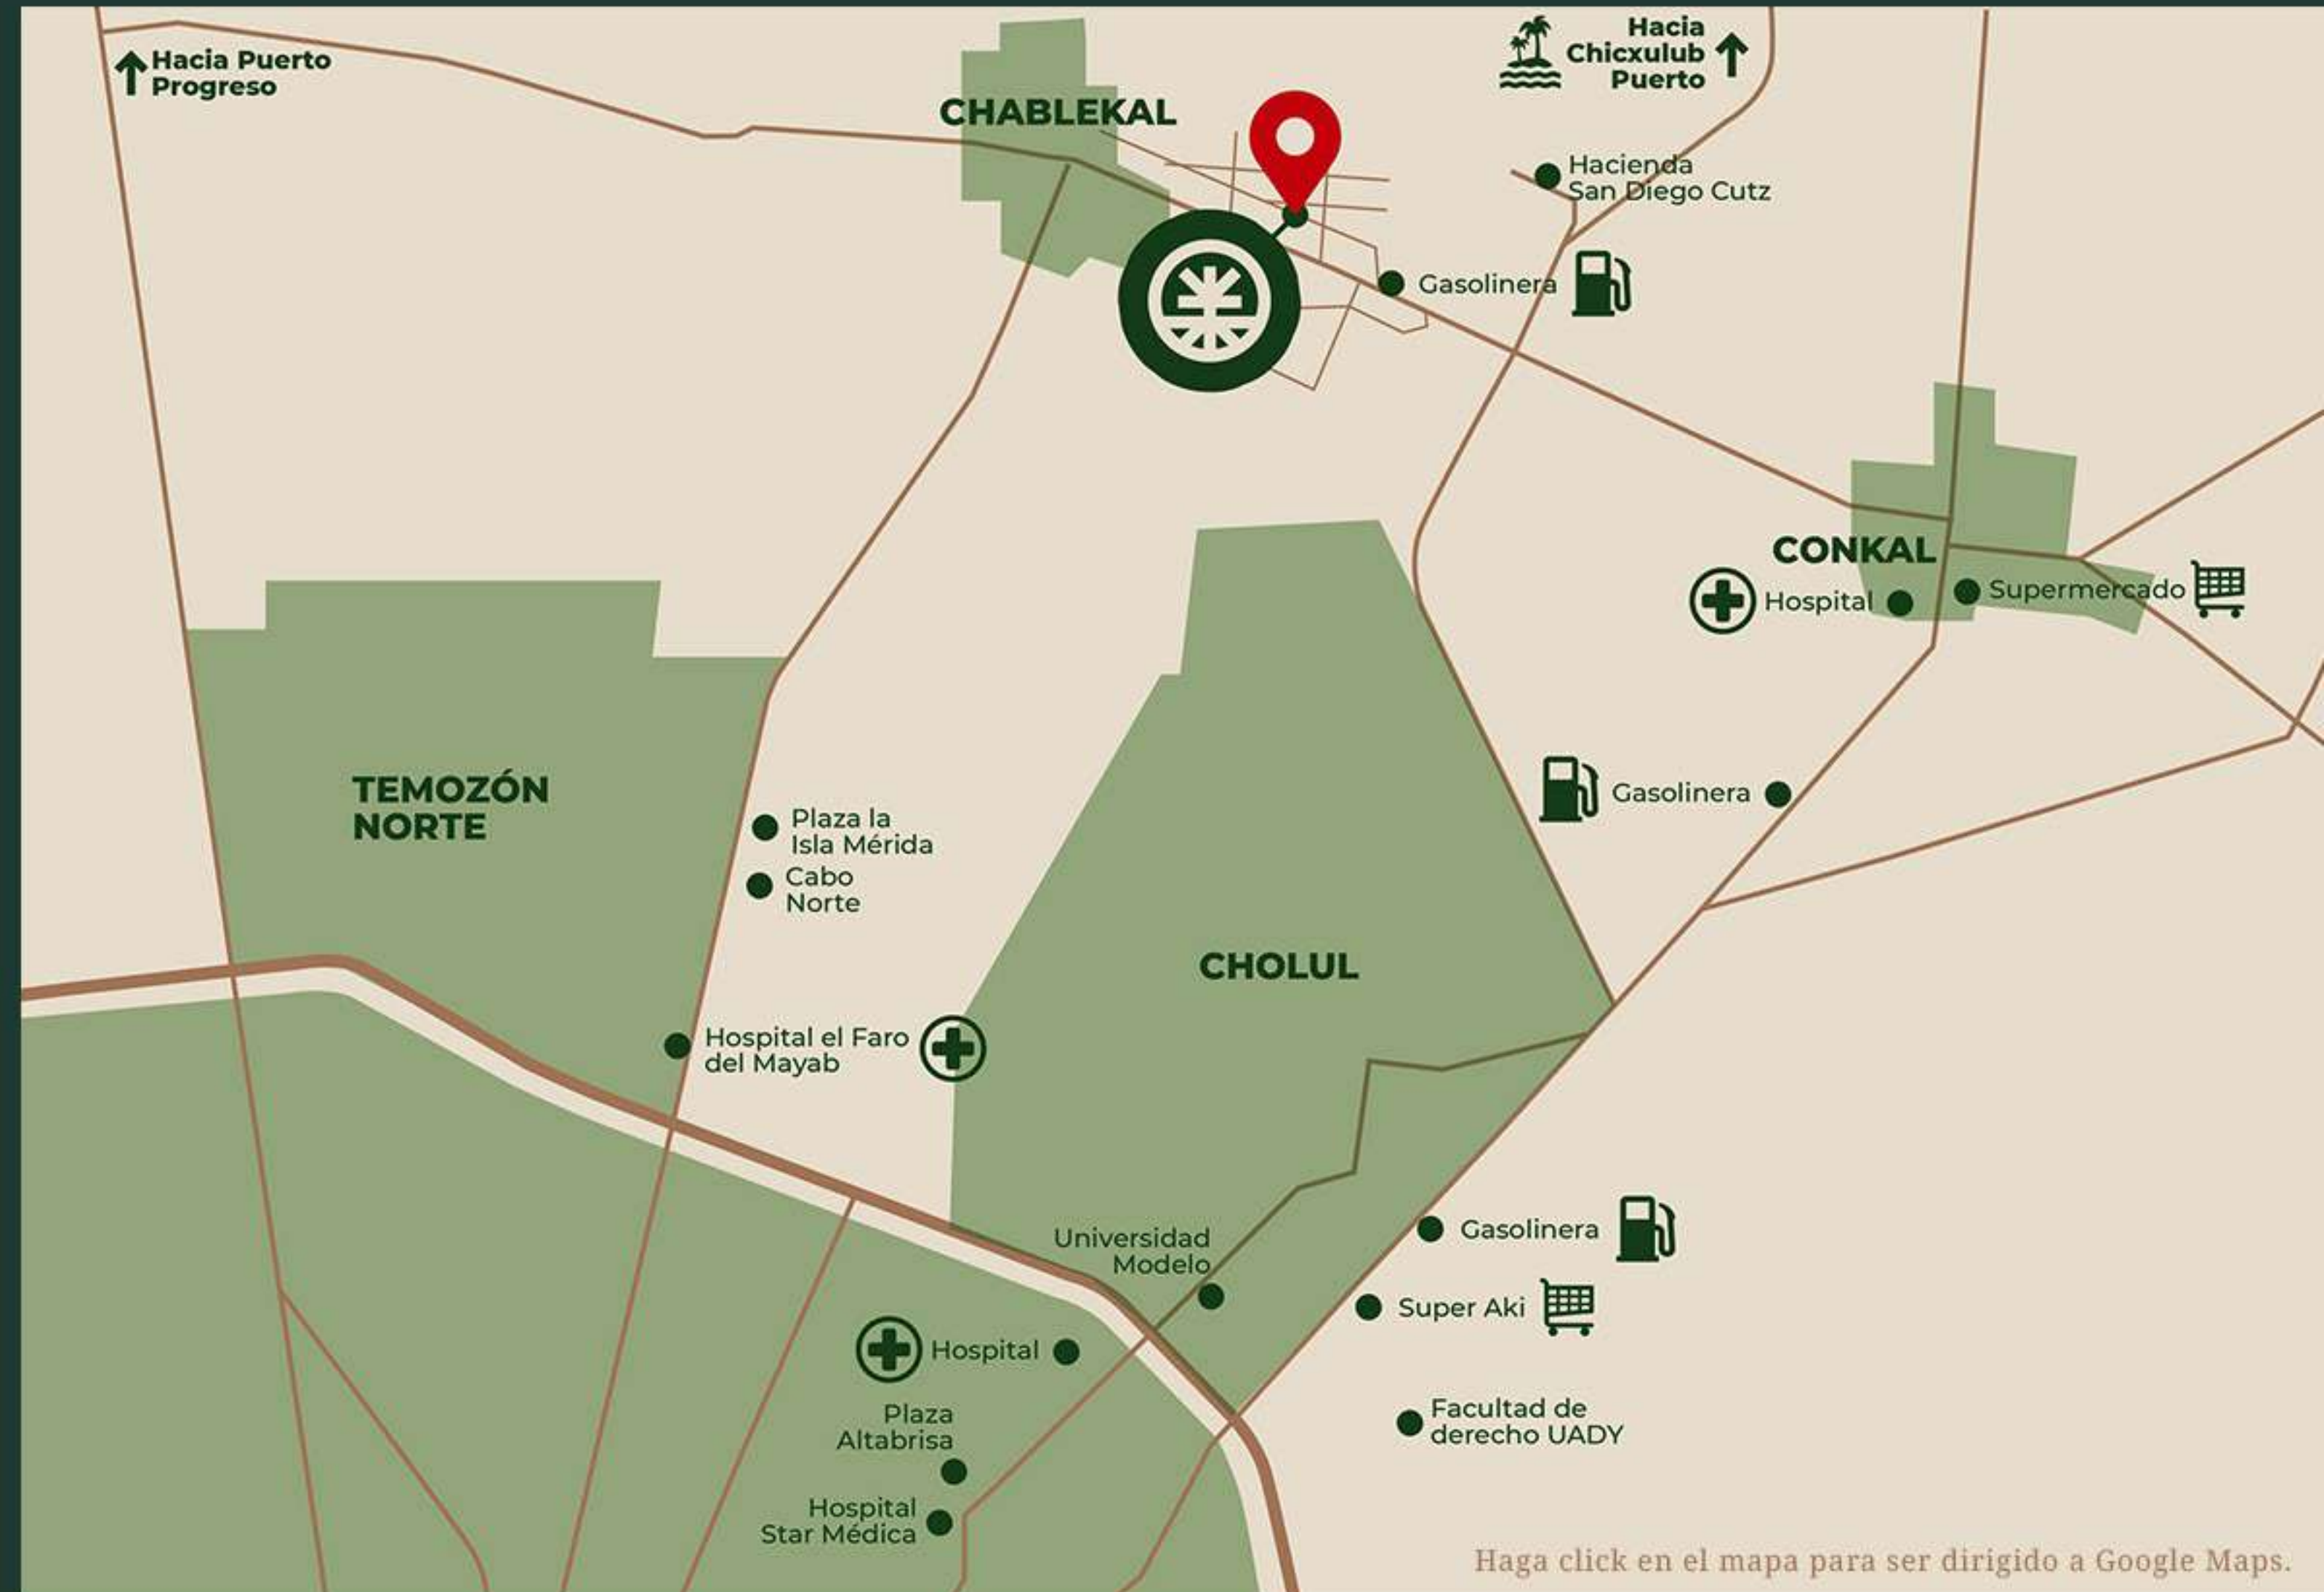 Hacia Puerto
Progreso
CHABLEKAL
Hacia
Chicxulub
Puerto
Hacienda
San Diego Cutz
Gasolinera
CONKAL
Hospital
Supermercado
TEMOZÓN
NORTE
Plaza la
Isla Mérida
Cabo
Norte
Gasolinera
CHOLUL
Hospital el Faro
del Mayab
Universidad
Modelo
Gasolinera
Super Aki
Hospital
Plaza
Altabrisa
Facultad de
derecho UADY
Hospital
Star Médica
Haga click en el mapa para ser dirigido a Google Maps.